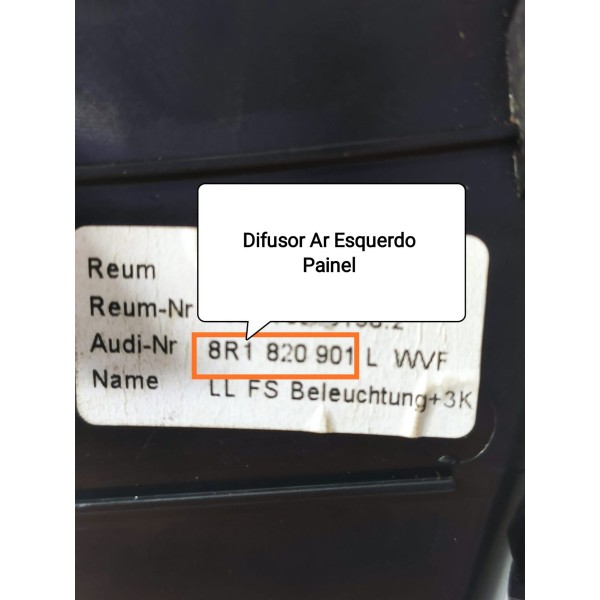 Difusor Ar Esquerdo
Painel
Reum
Reum-Nr
Audi-Nr 8R1 820 901 L WVF
Name LL FS Beleuchtung+3K